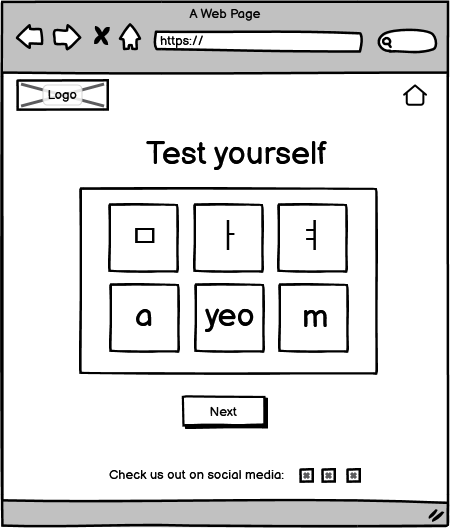 A Web Page
https://
Logo
Test yourself
ㅁ ㅏ ㅕ
a yeo m
Next
Check us out on social media: